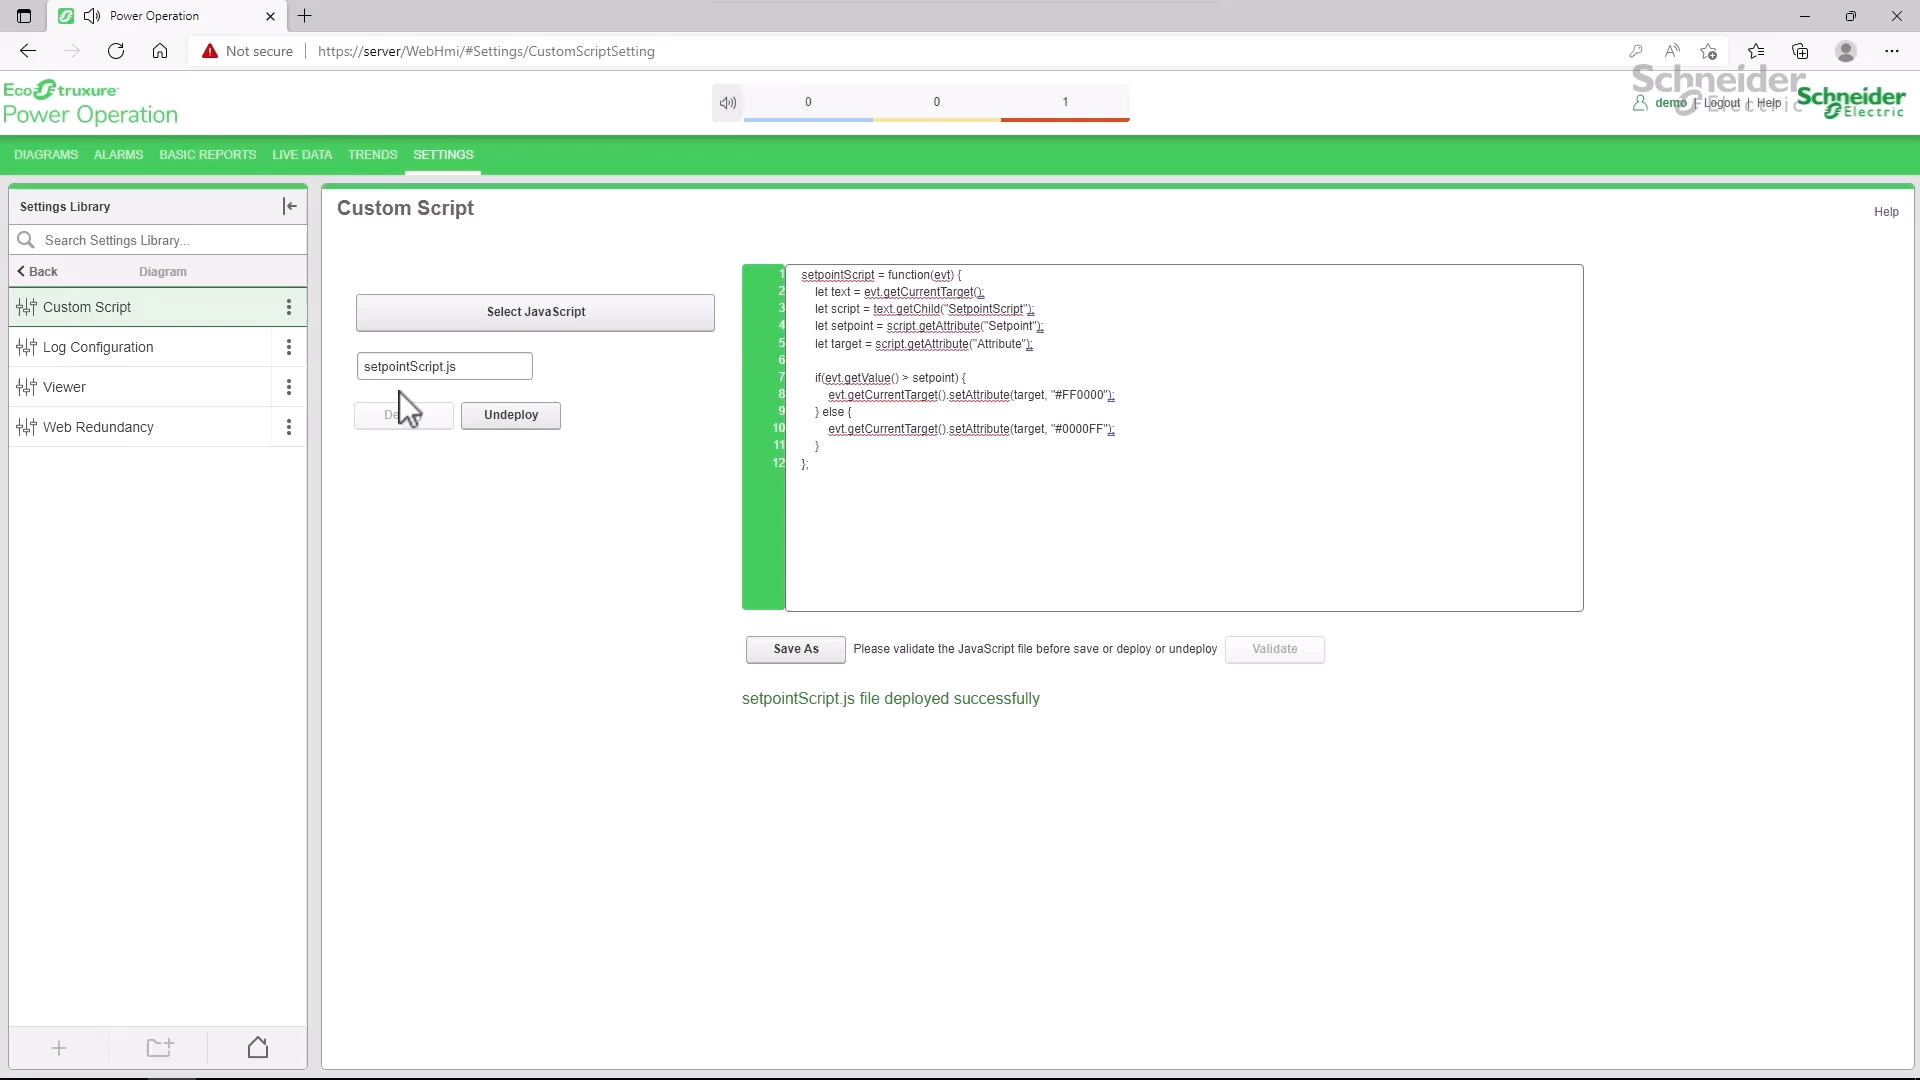 Power Operation
Not secure
https://server/WebHmi/#Settings/CustomScriptSetting
EcoStruxure
Power Operation
0
0
1
Schneider
Electric
demo | Logout | Help
Schneider
Electric
DIAGRAMS
ALARMS
BASIC REPORTS
LIVE DATA
TRENDS
SETTINGS
Settings Library
Search Settings Library...
Back
Diagram
Custom Script
Log Configuration
Viewer
Web Redundancy
Custom Script
Help
Select JavaScript
setpointScript.js
Undeploy
1 setpointScript = function(evt) {
2 let text = evt.getCurrentTarget();
3 let script = text.getChild("SetpointScript");
4 let setpoint = script.getAttribute("Setpoint");
5 let target = script.getAttribute("Attribute");
6
7 if(evt.getValue() > setpoint) {
8 evt.getCurrentTarget().setAttribute(target, "#FF0000");
9 } else {
10 evt.getCurrentTarget().setAttribute(target, "#0000FF");
11 }
12 };
Save As
Please validate the JavaScript file before save or deploy or undeploy
Validate
setpointScript.js file deployed successfully